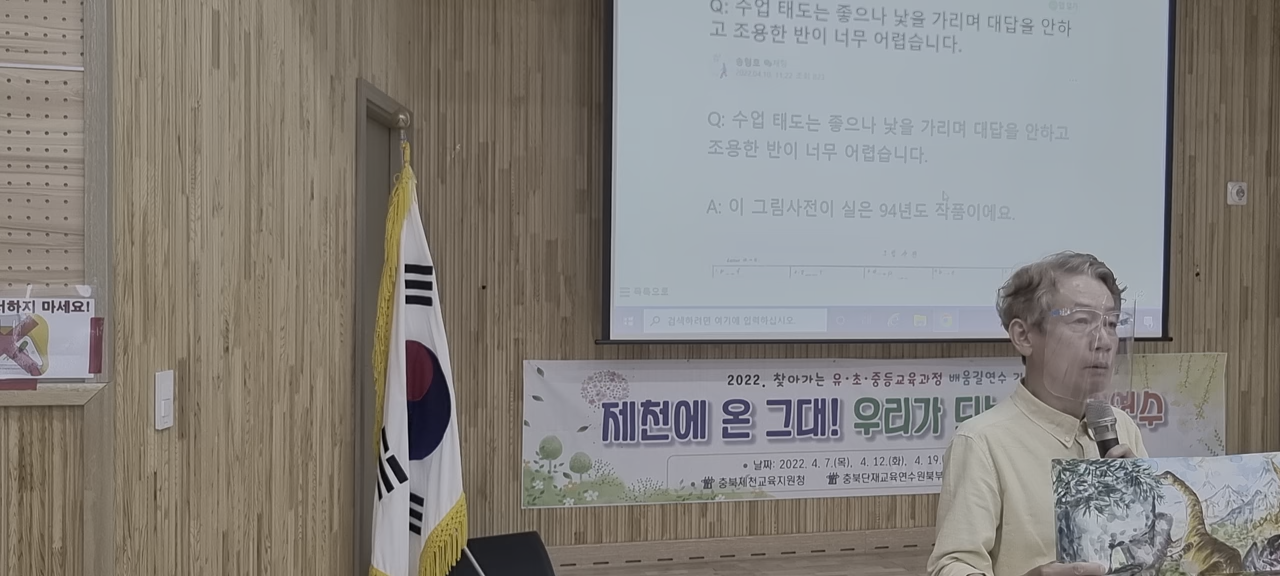 Q: 수업 태도는 좋으나 낯을 가리며 대답을 안하
고 조용한 반이 너무 어렵습니다.
Q: 수업 태도는 좋으나 낯을 가리며 대답을 안하고
조용한 반이 너무 어렵습니다.
A: 이 그림사전이 실은 94년도 작품이에요.
목록으로
검색하려면 여기에 입력하십시오.
하지 마세요!
2022. 찾아가는 유·초·중등교육과정 배움길연수
제천에 온 그대! 우리가 연수
• 날짜: 2022. 4. 7.(목), 4. 12.(화), 4. 19.
충북제천교육지원청 충북단재교육연수원북부